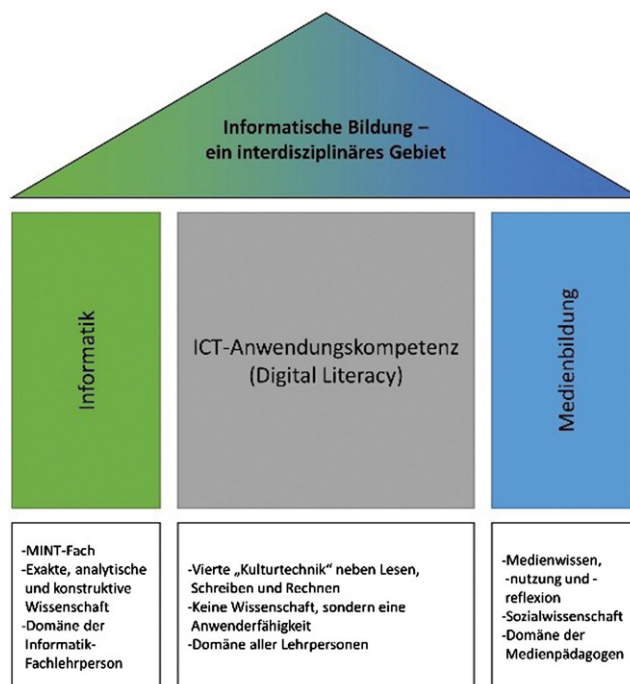 Informatische Bildung –
ein interdisziplinäres Gebiet
Informatik
ICT-Anwendungskompetenz
(Digital Literacy)
Medienbildung
-MINT-Fach
-Exakte, analytische
und konstruktive
Wissenschaft
-Domäne der
Informatik-
Fachlehrperson
-Vierte „Kulturtechnik" neben Lesen,
Schreiben und Rechnen
-Keine Wissenschaft, sondern eine
Anwenderfähigkeit
-Domäne aller Lehrpersonen
-Medienwissen,
-nutzung und -
reflexion
-Sozialwissenschaft
-Domäne der
Medienpädagogen